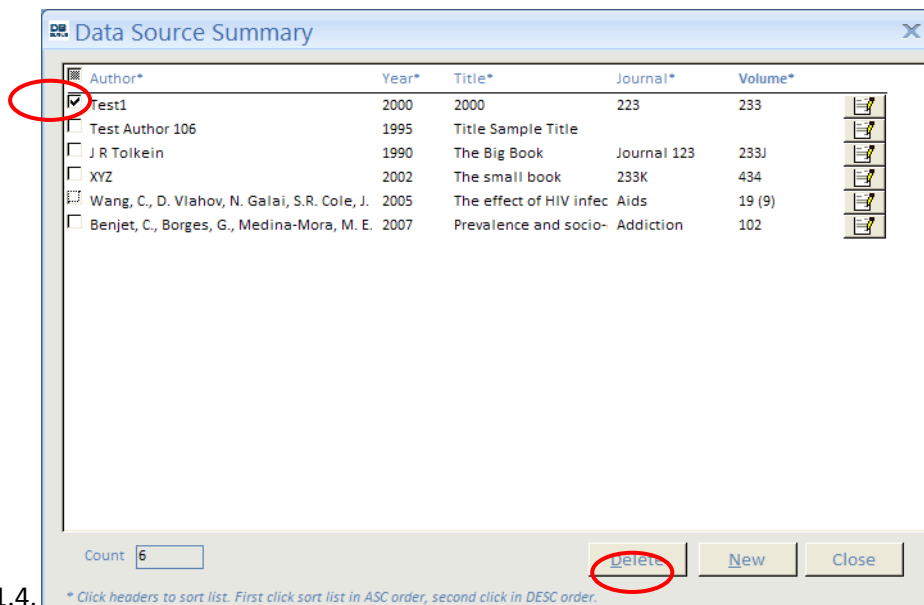 Data Source Summary
Author* Year* Title* Journal* Volume*
Test1 2000 2000 223 233
Test Author 106 1995 Title Sample Title
J R Tolkein 1990 The Big Book Journal 123 233J
XYZ 2002 The small book 233K 434
Wang, C., D. Vlahov, N. Galai, S.R. Cole, J. 2005 The effect of HIV infec Aids 19 (9)
Benjet, C., Borges, G., Medina-Mora, M. E. 2007 Prevalence and socio- Addiction 102
Count 6 Delete New Close
1.4. * Click headers to sort list. First click sort list in ASC order, second click in DESC order.